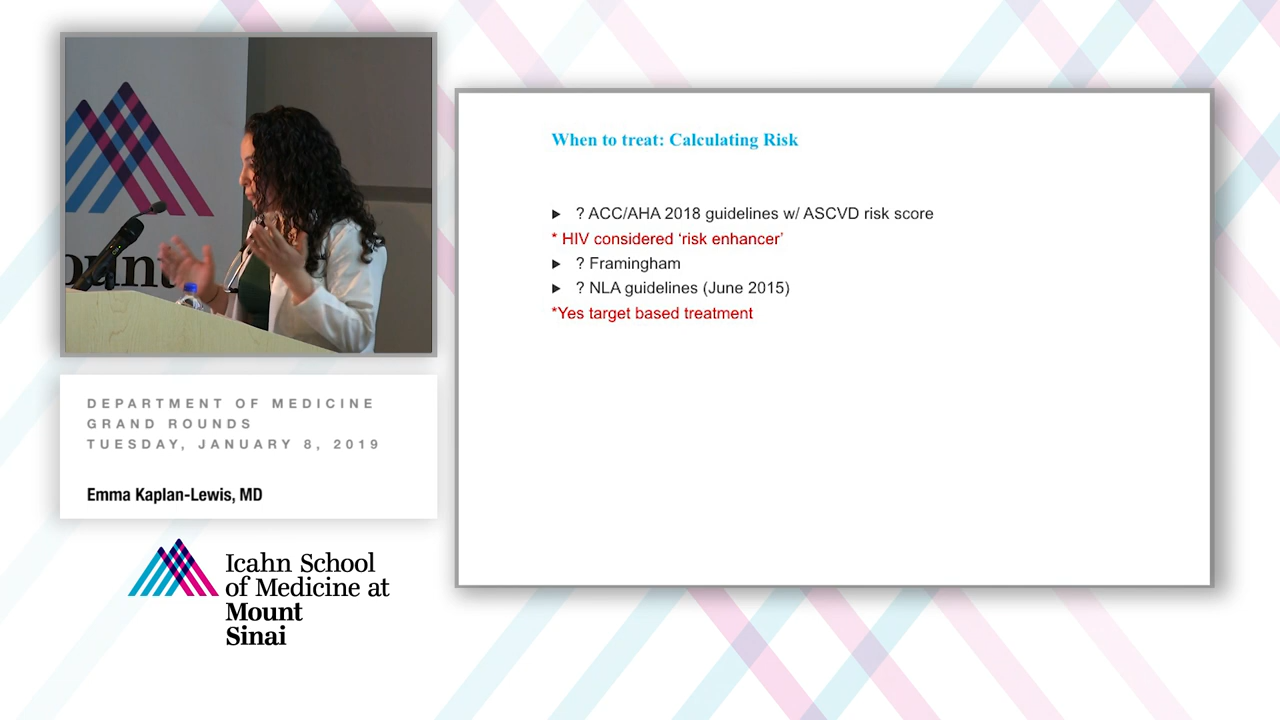 ount
DEPARTMENT OF MEDICINE
GRAND ROUNDS
TUESDAY, JANUARY 8, 2019
Emma Kaplan-Lewis, MD
Icahn School
of Medicine at
Mount
Sinai
When to treat: Calculating Risk
? ACC/AHA 2018 guidelines w/ ASCVD risk score
* HIV considered ‘risk enhancer’
? Framingham
? NLA guidelines (June 2015)
*Yes target based treatment